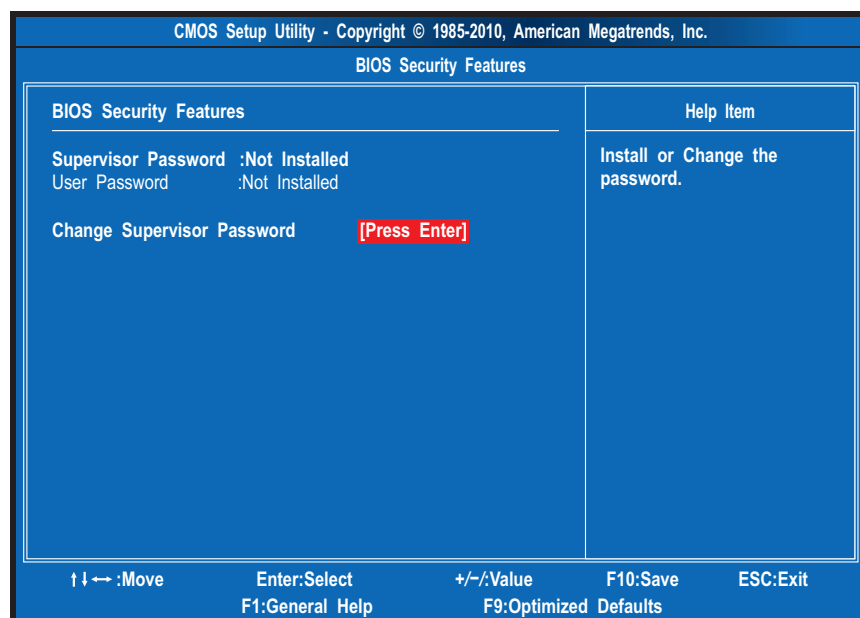 CMOS Setup Utility - Copyright © 1985-2010, American Megatrends, Inc.
BIOS Security Features
BIOS Security Features
Supervisor Password :Not Installed
User Password :Not Installed
Change Supervisor Password [Press Enter]
Help Item
Install or Change the
password.
↑↓↔ :Move Enter:Select +/-/:Value F10:Save ESC:Exit
F1:General Help F9:Optimized Defaults